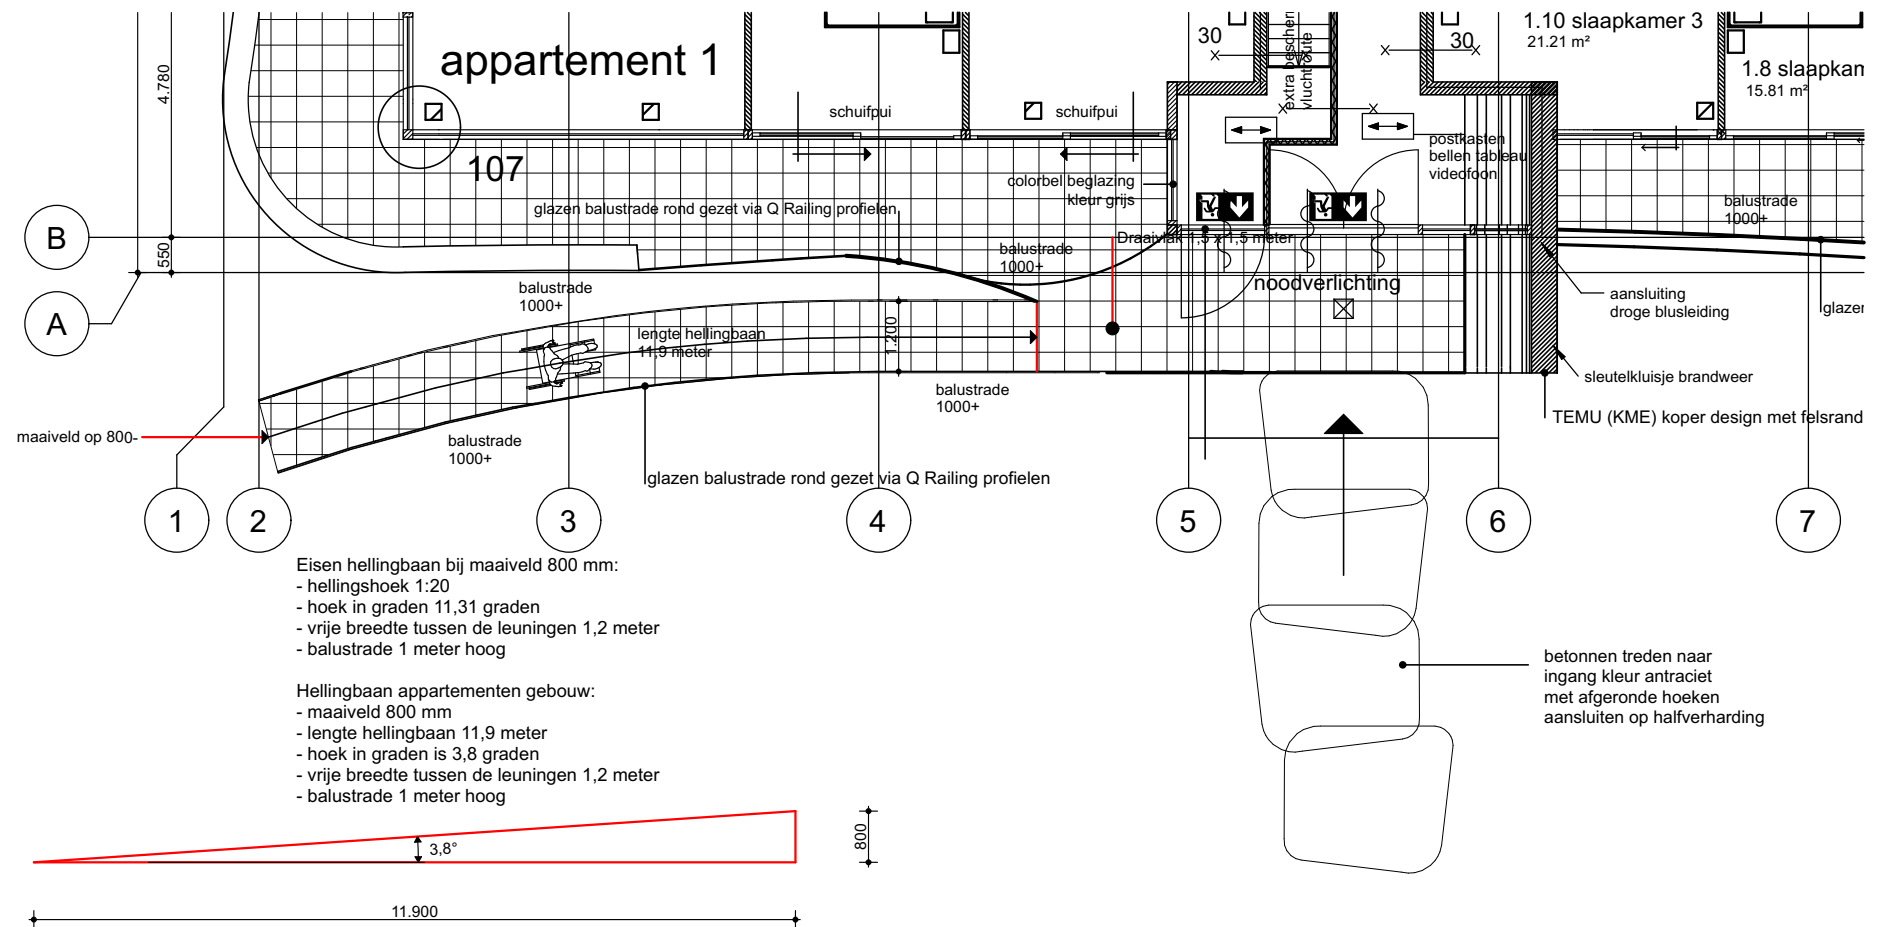 appartement 1
107
4.780
550
schuifpui
schuifpui
30
30
extra bescher
vluchtroute
1.10 slaapkamer 3
21.21 m²
1.8 slaapkam
15.81 m²
postkasten
bellen tableau
videofoon
colorbel beglazing
kleur grijs
glazen balustrade rond gezet via Q Railing profielen
balustrade
1000+
Draaivlak 1,5 x 1,5 meter
balustrade
1000+
noodverlichting
B
A
balustrade
1000+
lengte hellingbaan
11,9 meter
1.200
aansluiting
droge blusleiding
glazen
sleutelkluisje brandweer
balustrade
1000+
TEMU (KME) koper design met felsrand
maaiveld op 800-
balustrade
1000+
glazen balustrade rond gezet via Q Railing profielen
1
2
3
4
5
6
7
Eisen hellingbaan bij maaiveld 800 mm:
- hellingshoek 1:20
- hoek in graden 11,31 graden
- vrije breedte tussen de leuningen 1,2 meter
- balustrade 1 meter hoog
Hellingbaan appartementen gebouw:
- maaiveld 800 mm
- lengte hellingbaan 11,9 meter
- hoek in graden is 3,8 graden
- vrije breedte tussen de leuningen 1,2 meter
- balustrade 1 meter hoog
betonnen treden naar
ingang kleur antraciet
met afgeronde hoeken
aansluiten op halfverharding
3,8°
800
11.900